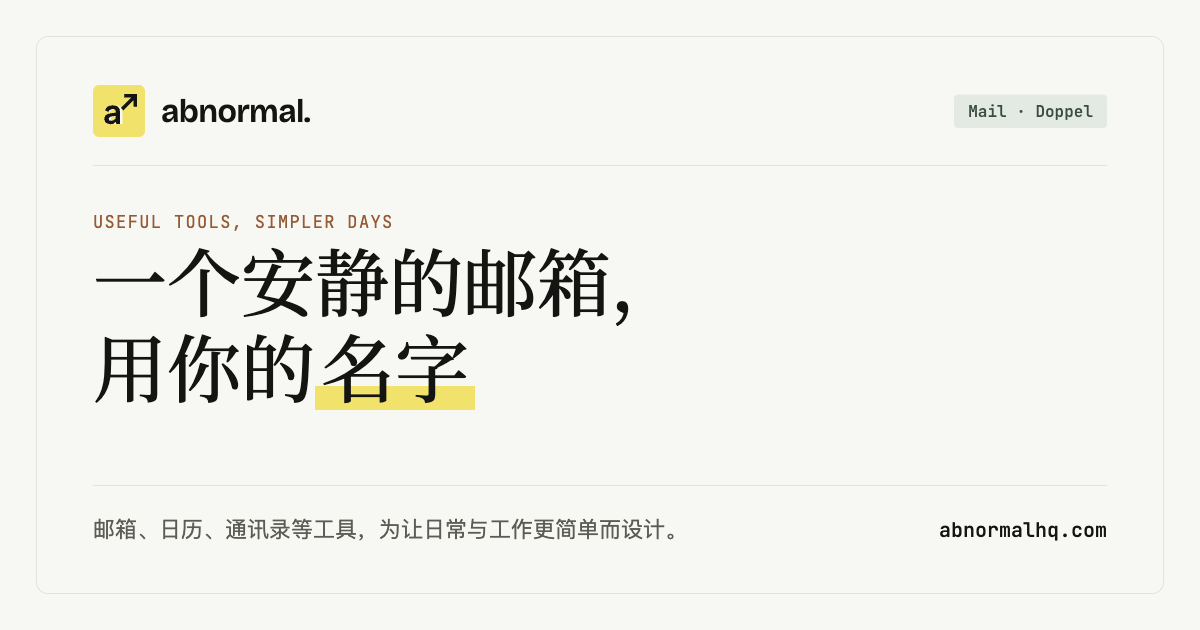 a↗ abnormal.
Mail · Doppel
USEFUL TOOLS, SIMPLER DAYS
一个安静的邮箱，
用你的名字
邮箱、日历、通讯录等工具，为让日常与工作更简单而设计。
abnormalhq.com